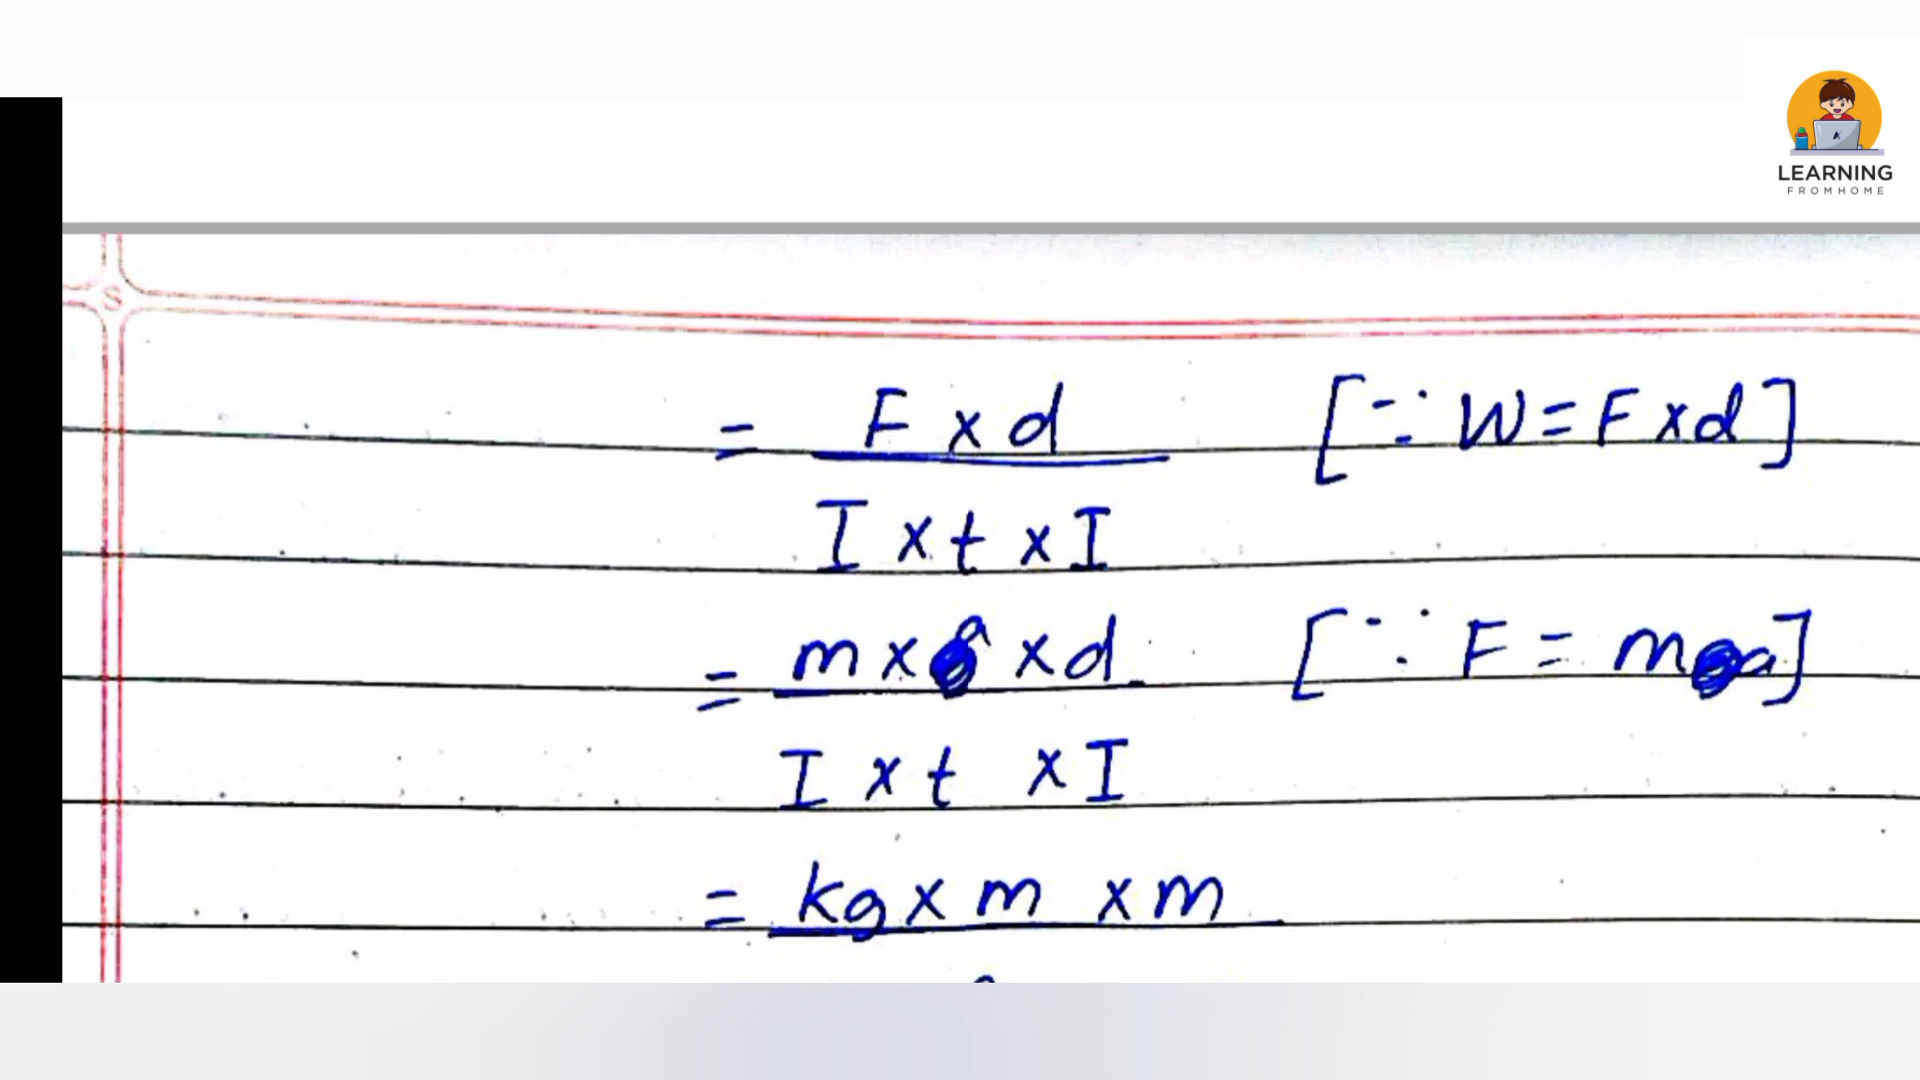 LEARNING
FROMHOME
= F x d [∵ W = F x d]
I x t x I
= m x a x d [∵ F = ma]
I x t x I
= kg x m x m